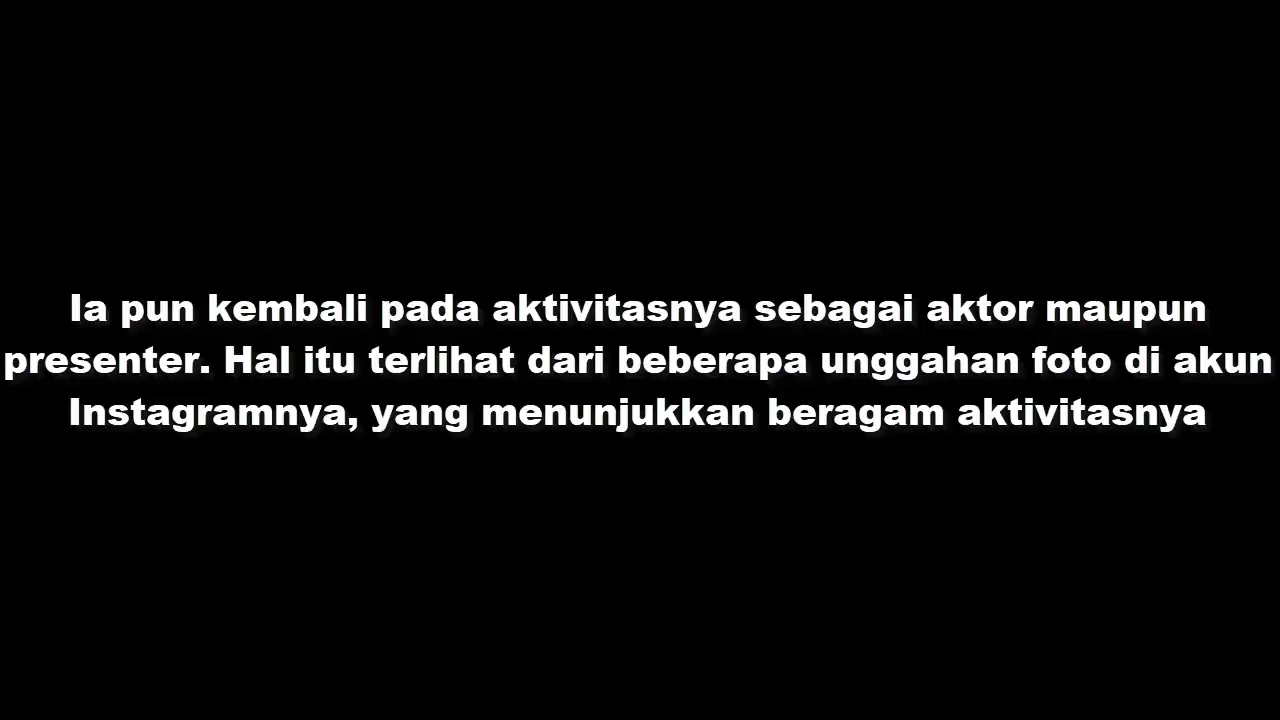 Ia pun kembali pada aktivitasnya sebagai aktor maupun
presenter. Hal itu terlihat dari beberapa unggahan foto di akun
Instagramnya, yang menunjukkan beragam aktivitasnya